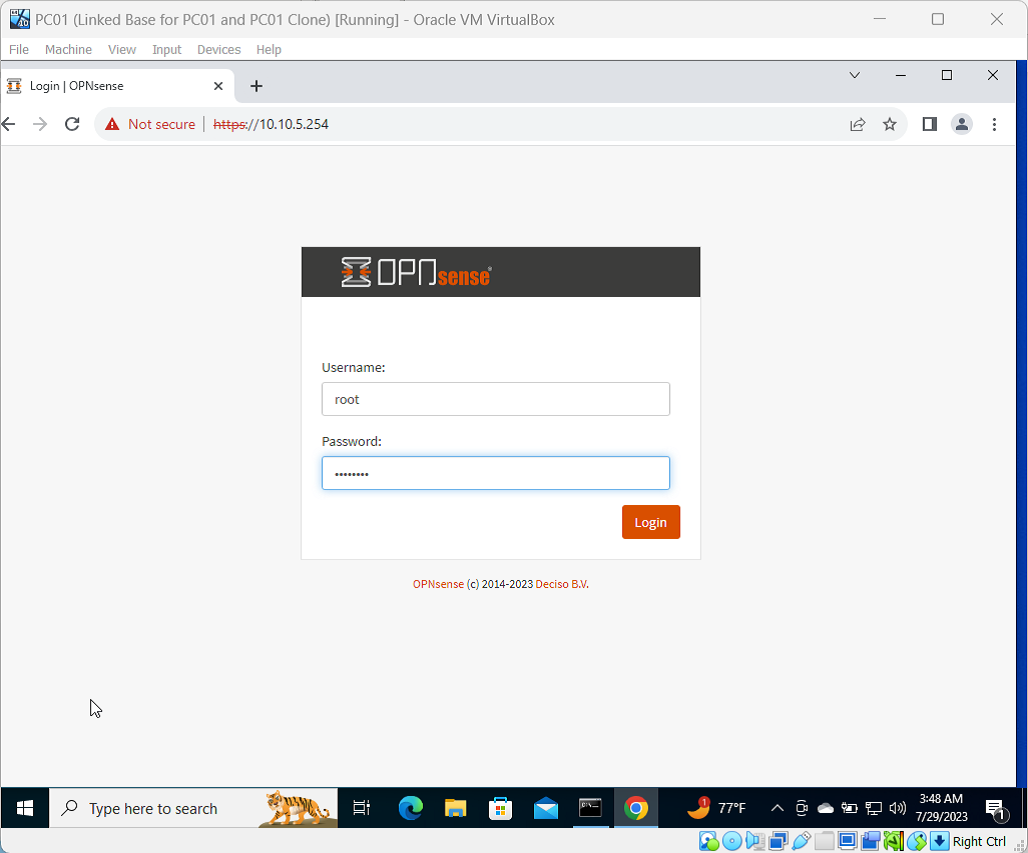 PC01 (Linked Base for PC01 and PC01 Clone) [Running] - Oracle VM VirtualBox
File Machine View Input Devices Help
Login | OPNsense
Not secure https://10.10.5.254
OPNsense
Username:
root
Password:
••••••••
Login
OPNsense (c) 2014-2023 Deciso B.V.
Type here to search
1
77°F
3:48 AM
7/29/2023
1
Right Ctrl